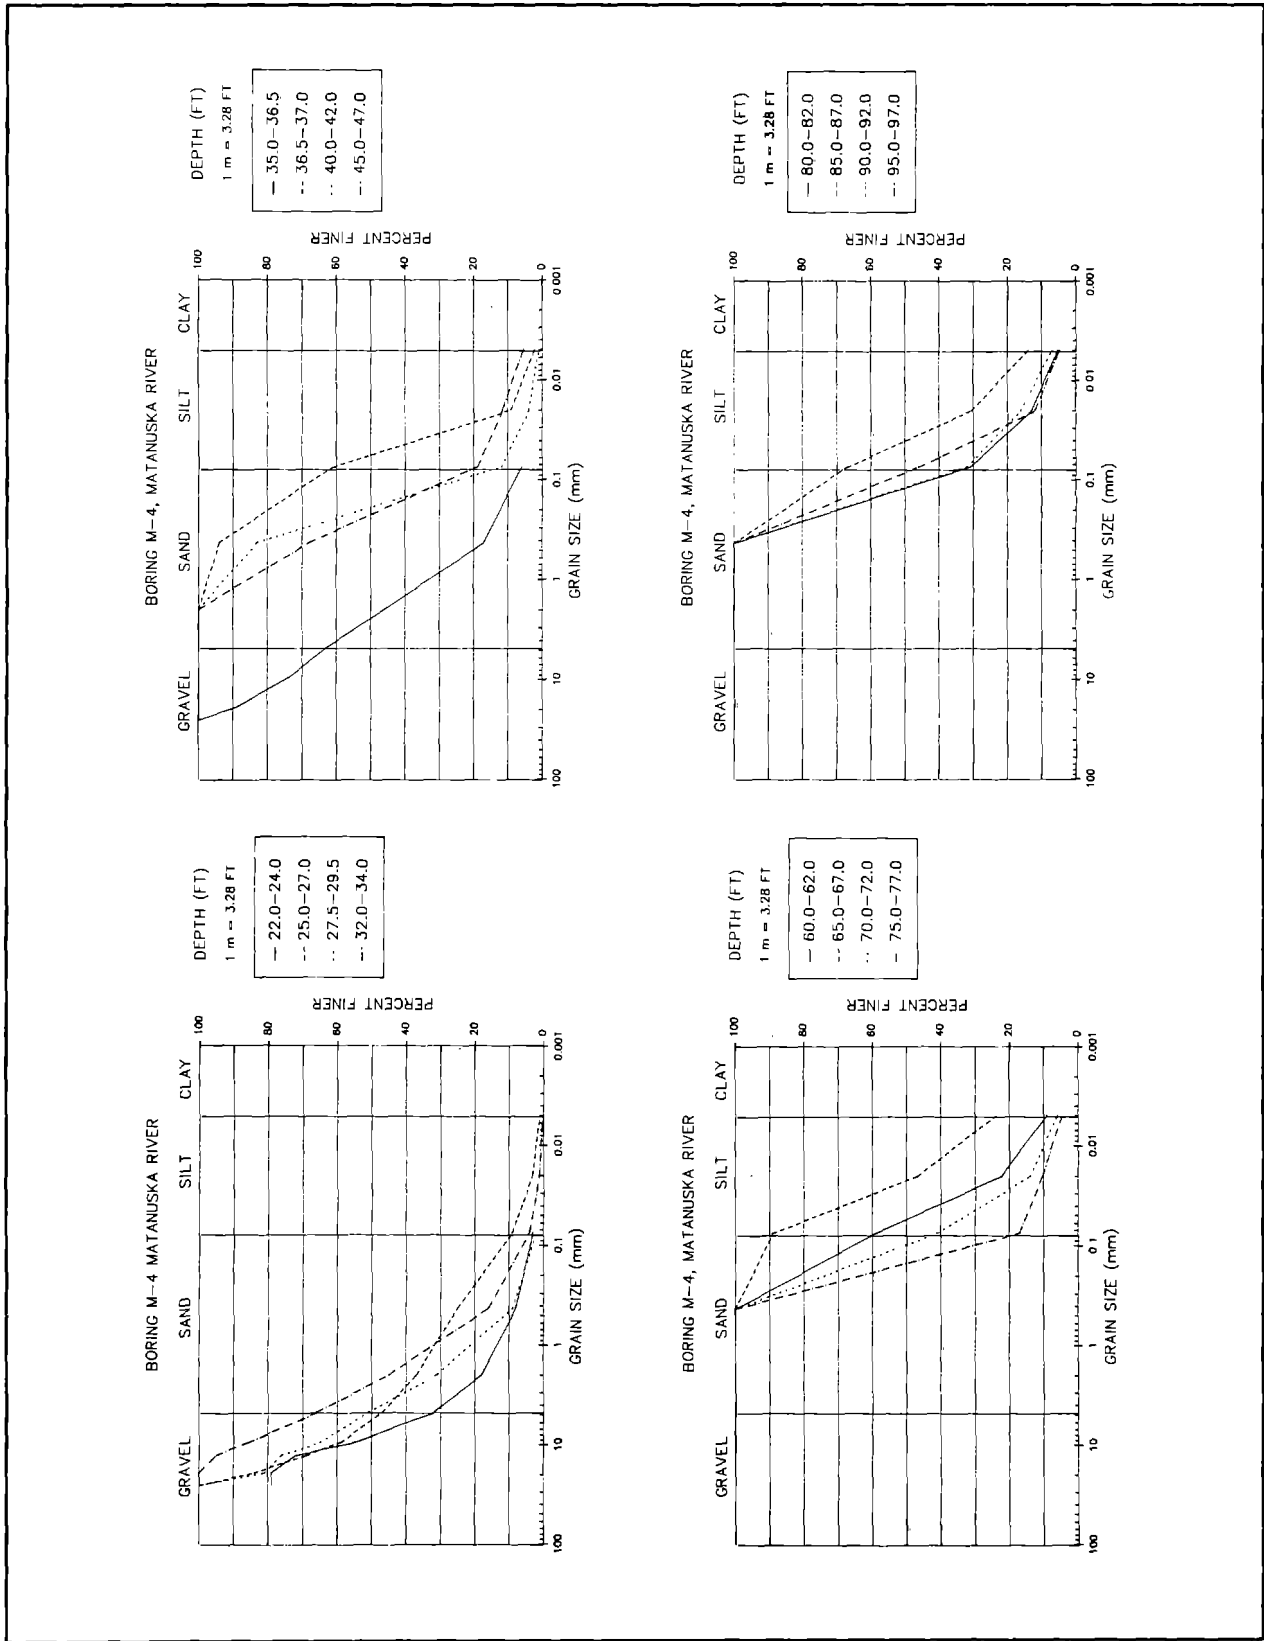 BORING M-4 MATANUSKA RIVER
GRAVEL SAND SILT CLAY
100
80
60
40
20
0
PERCENT FINER
100 10 1 0.1 0.01 0.001
GRAIN SIZE (mm)
DEPTH (FT)
1 m = 3.28 FT
— 22.0-24.0
-- 25.0-27.0
·· 27.5-29.5
-· 32.0-34.0
BORING M-4, MATANUSKA RIVER
GRAVEL SAND SILT CLAY
100
80
60
40
20
0
PERCENT FINER
100 10 1 0.1 0.01 0.001
GRAIN SIZE (mm)
DEPTH (FT)
1 m = 3.28 FT
— 35.0-36.5
-- 36.5-37.0
·· 40.0-42.0
-· 45.0-47.0
BORING M-4, MATANUSKA RIVER
GRAVEL SAND SILT CLAY
100
80
60
40
20
0
PERCENT FINER
100 10 1 0.1 0.01 0.001
GRAIN SIZE (mm)
DEPTH (FT)
1 m = 3.28 FT
— 60.0-62.0
-- 65.0-67.0
·· 70.0-72.0
- 75.0-77.0
BORING M-4, MATANUSKA RIVER
GRAVEL SAND SILT CLAY
100
80
60
40
20
0
PERCENT FINER
100 10 1 0.1 0.01 0.001
GRAIN SIZE (mm)
DEPTH (FT)
1 m = 3.28 FT
— 80.0-82.0
-- 85.0-87.0
··· 90.0-92.0
-· 95.0-97.0